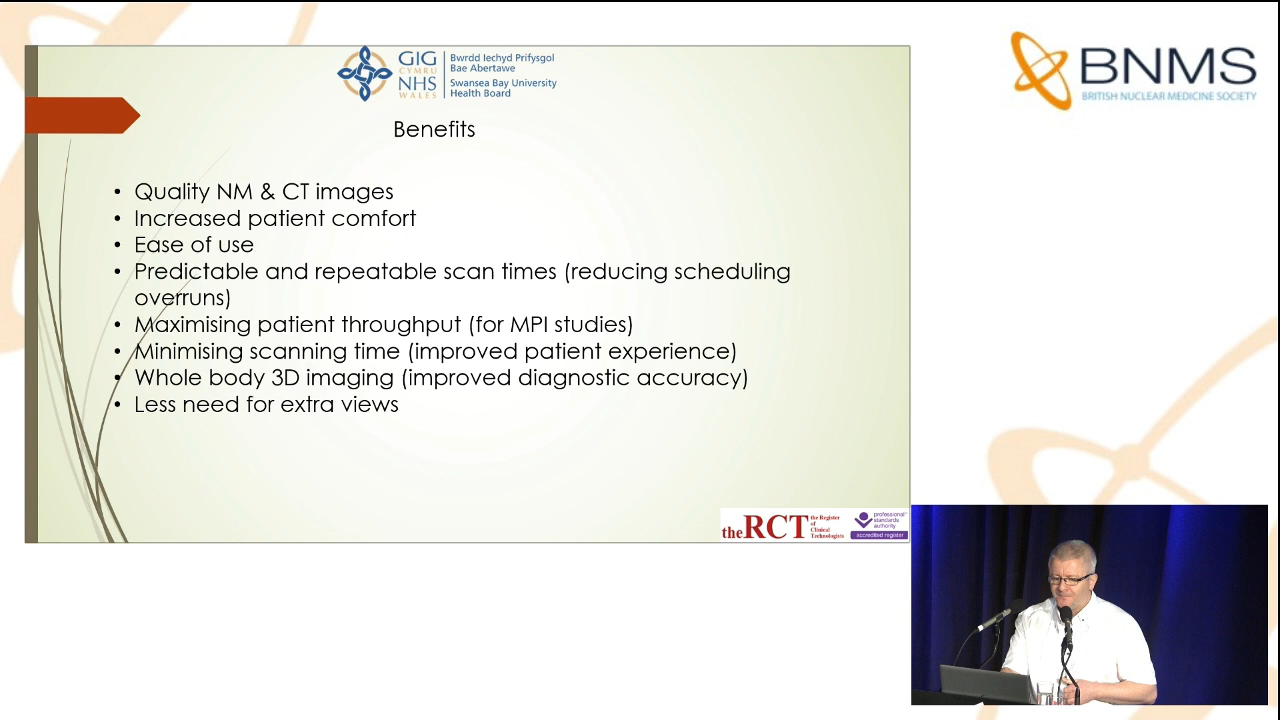 GIG
CYMRU
NHS
WALES
Bwrdd Iechyd Prifysgol
Bae Abertawe
Swansea Bay University
Health Board
BNMS
BRITISH NUCLEAR MEDICINE SOCIETY
Benefits
• Quality NM & CT images
• Increased patient comfort
• Ease of use
• Predictable and repeatable scan times (reducing scheduling
overruns)
• Maximising patient throughput (for MPI studies)
• Minimising scanning time (improved patient experience)
• Whole body 3D imaging (improved diagnostic accuracy)
• Less need for extra views
theRCT
the Register
of
Clinical
Technologists
professional
standards
authority
accredited register